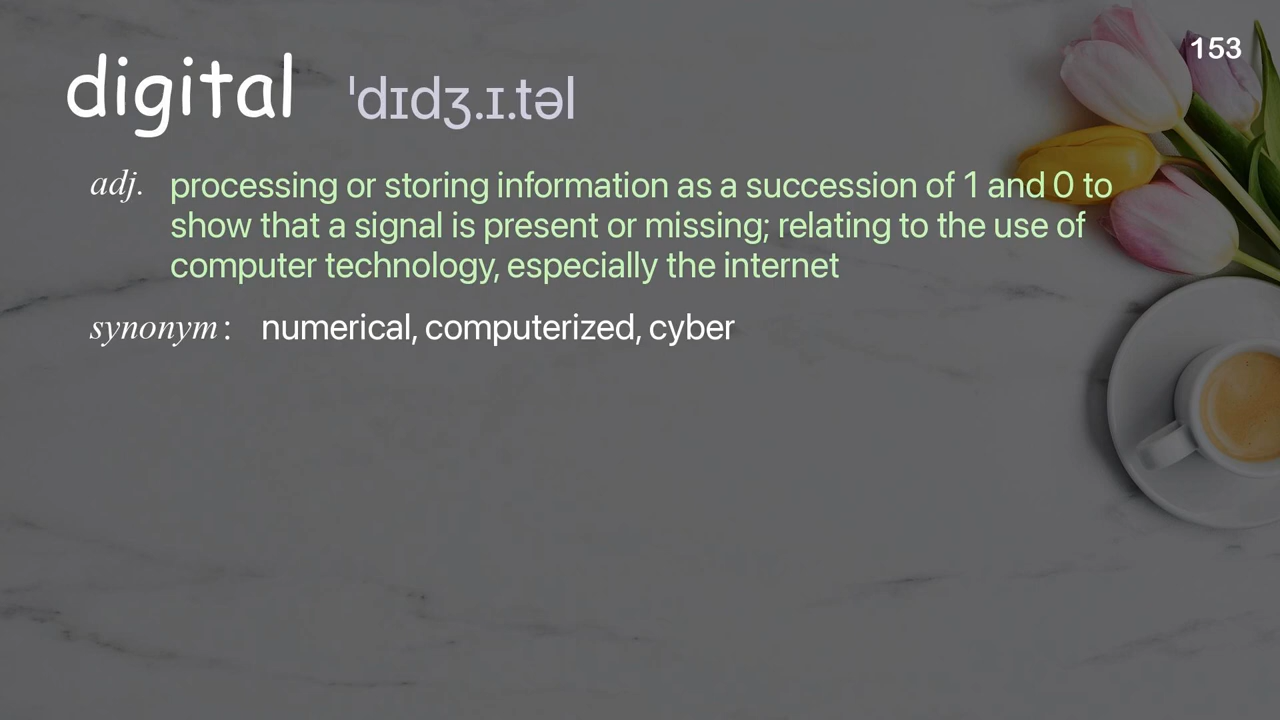 153
digital ˈdɪdʒ.ɪ.təl
adj. processing or storing information as a succession of 1 and 0 to
show that a signal is present or missing; relating to the use of
computer technology, especially the internet
synonym: numerical, computerized, cyber